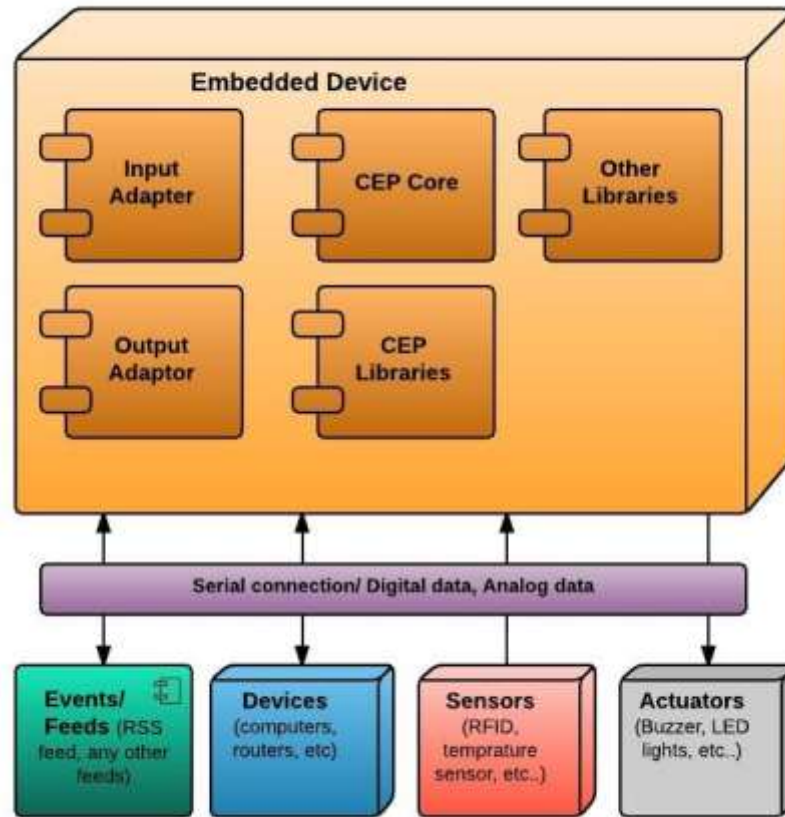 Embedded Device
Input
Adapter
CEP Core
Other
Libraries
Output
Adaptor
CEP
Libraries
Serial connection/ Digital data, Analog data
Events/
Feeds (RSS
feed, any other
feeds)
Devices
(computers,
routers, etc)
Sensors
(RFID,
temprature
sensor, etc..)
Actuators
(Buzzer, LED
lights, etc..)